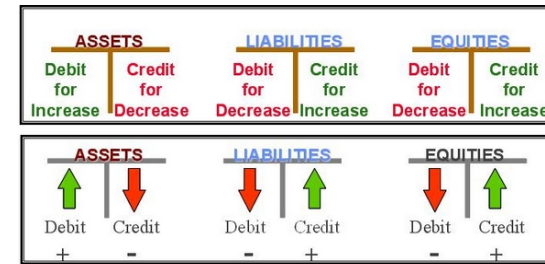 ASSETS LIABILITIES EQUITIES
Debit Credit Debit Credit Debit Credit
for for for for for for
Increase Decrease Decrease Increase Decrease Increase
ASSETS LIABILITIES EQUITIES
Debit Credit Debit Credit Debit Credit
+ - - + - +